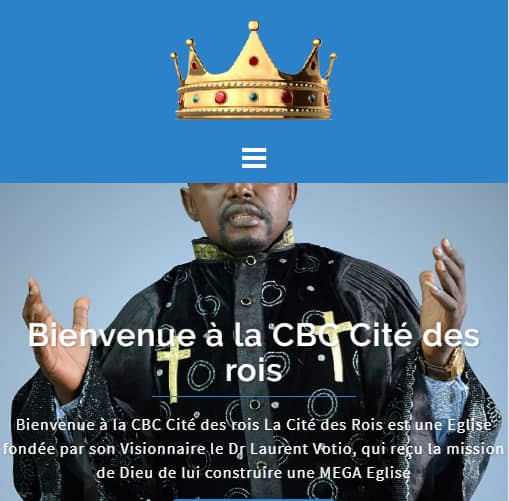 Bienvenue à la CBC Cité des
rois
Bienvenue à la CBC Cité des rois La Cité des Rois est une Eglise
fondée par son Visionnaire le Dr Laurent Votio, qui reçu la mission
de Dieu de lui construire une MEGA Eglise